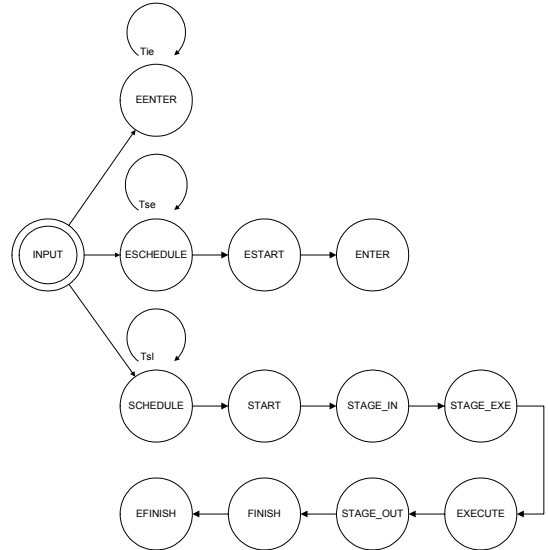 Tie
EENTER
Tse
INPUT
ESCHEDULE
ESTART
ENTER
Tsl
SCHEDULE
START
STAGE_IN
STAGE_EXE
EFINISH
FINISH
STAGE_OUT
EXECUTE